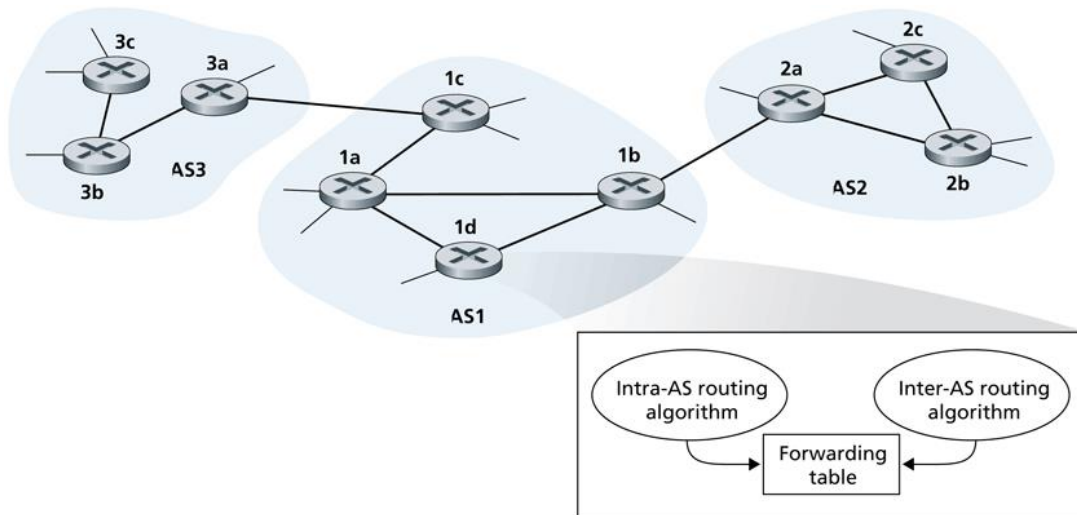 3c
3a
3b
AS3
1c
1a
1b
1d
AS1
2c
2a
2b
AS2
Intra-AS routing
algorithm
Inter-AS routing
algorithm
Forwarding
table